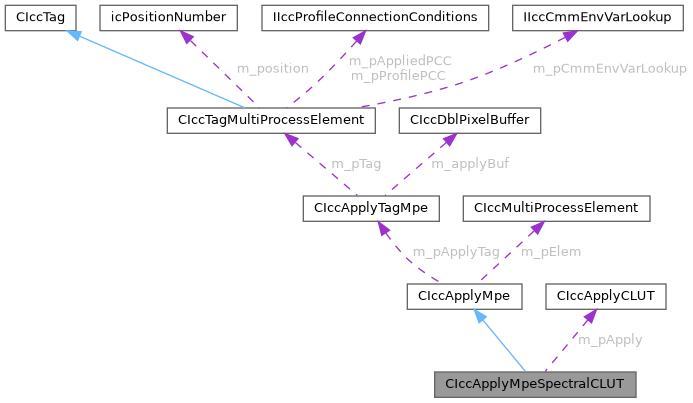 CIccTag
icPositionNumber
IIccProfileConnectionConditions
IIccCmmEnvVarLookup
m_position
m_pAppliedPCC
m_pProfilePCC
m_pCmmEnvVarLookup
CIccTagMultiProcessElement
CIccDblPixelBuffer
m_pTag
m_applyBuf
CIccApplyTagMpe
CIccMultiProcessElement
m_pApplyTag
m_pElem
CIccApplyMpe
CIccApplyCLUT
m_pApply
CIccApplyMpeSpectralCLUT